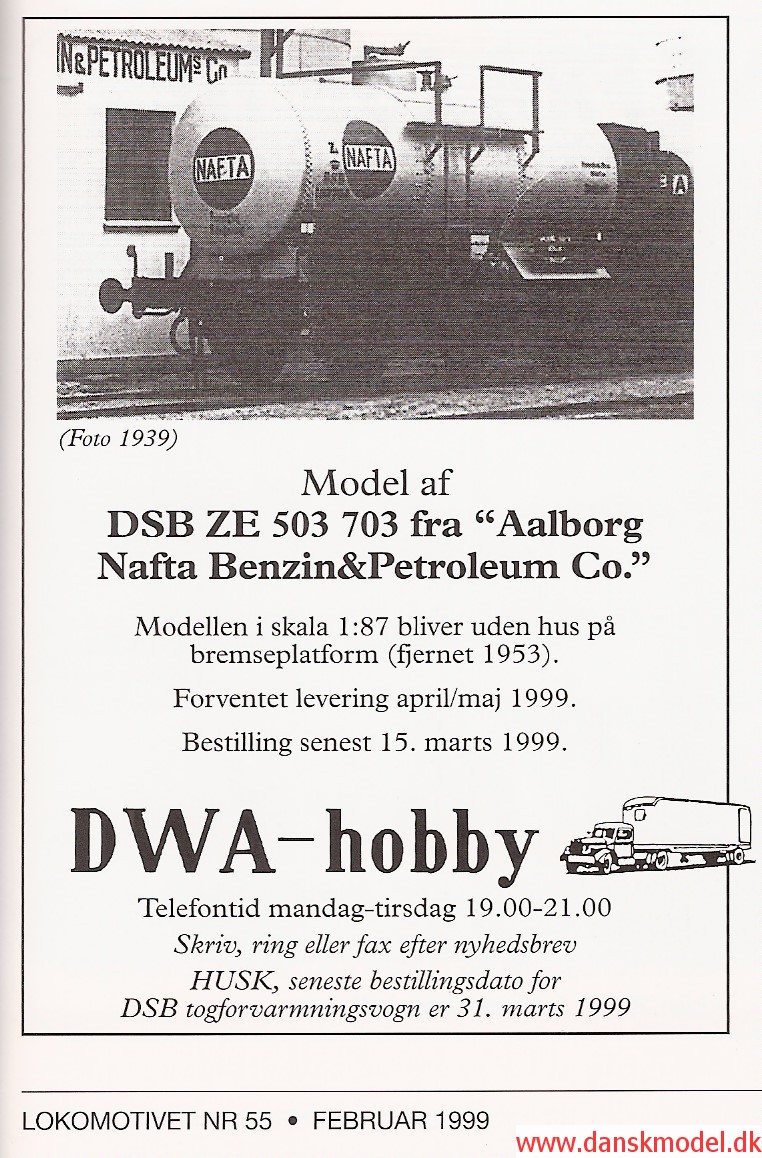 N&PETROLEUMS Co
NAFTA
NAFTA
A
(Foto 1939)
Model af
DSB ZE 503 703 fra “Aalborg
Nafta Benzin&Petroleum Co.”
Modellen i skala 1:87 bliver uden hus på
bremseplatform (fjernet 1953).
Forventet levering april/maj 1999.
Bestilling senest 15. marts 1999.
DWA-hobby
Telefontid mandag-tirsdag 19.00-21.00
Skriv, ring eller fax efter nyhedsbrev
HUSK, seneste bestillingsdato for
DSB togforvarmningsvogn er 31. marts 1999
LOKOMOTIVET NR 55 • FEBRUAR 1999
www.danskmodel.dk